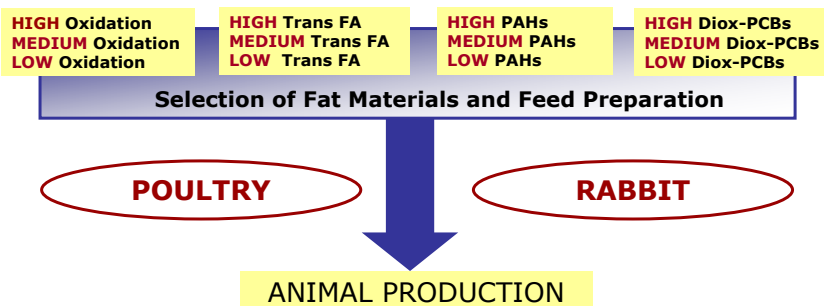 HIGH Oxidation
MEDIUM Oxidation
LOW Oxidation
HIGH Trans FA
MEDIUM Trans FA
LOW Trans FA
HIGH PAHs
MEDIUM PAHs
LOW PAHs
HIGH Diox-PCBs
MEDIUM Diox-PCBs
LOW Diox-PCBs
Selection of Fat Materials and Feed Preparation
POULTRY
RABBIT
ANIMAL PRODUCTION